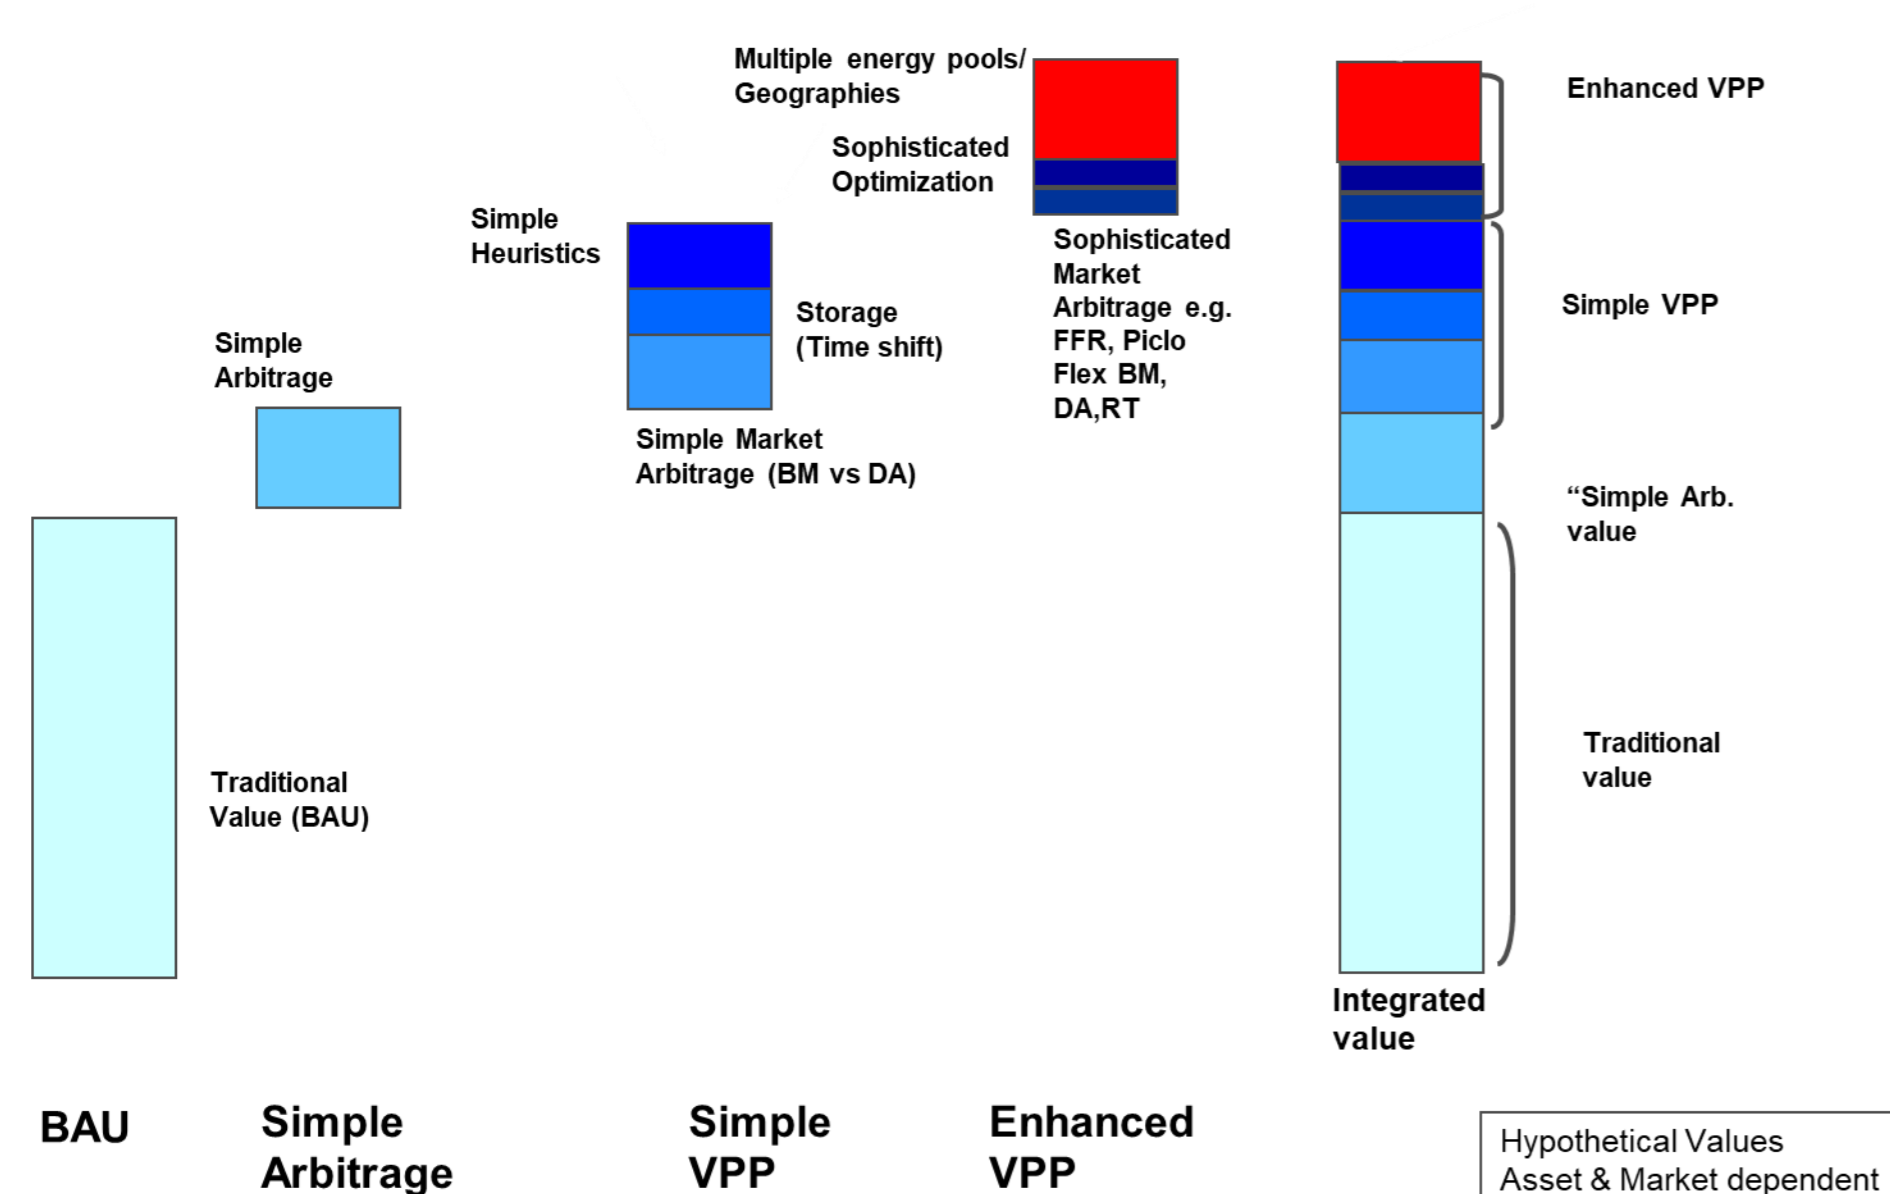 Multiple energy pools/
Geographies
Enhanced VPP
Sophisticated
Optimization
Simple
Heuristics
Sophisticated
Market
Arbitrage e.g.
FFR, Piclo
Flex BM,
DA,RT
Storage
(Time shift)
Simple VPP
Simple
Arbitrage
Simple Market
Arbitrage (BM vs DA)
“Simple Arb.
value
Traditional
Value (BAU)
Traditional
value
Integrated
value
BAU
Simple
Arbitrage
Simple
VPP
Enhanced
VPP
Hypothetical Values
Asset & Market dependent